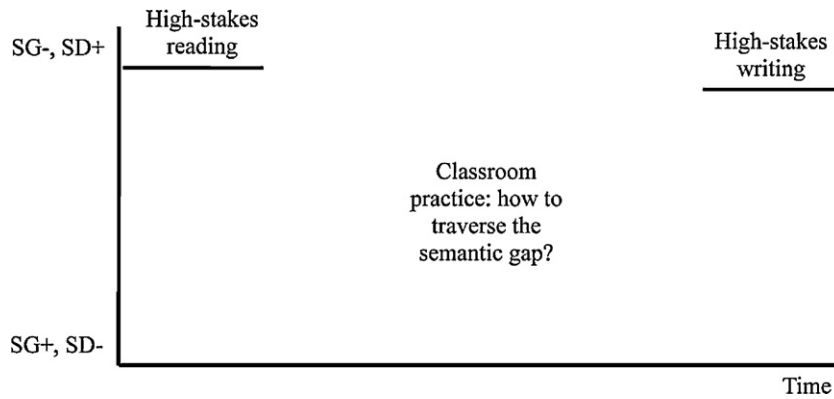 High-stakes
reading
SG-, SD+
High-stakes
writing
Classroom
practice: how to
traverse the
semantic gap?
SG+, SD-
Time